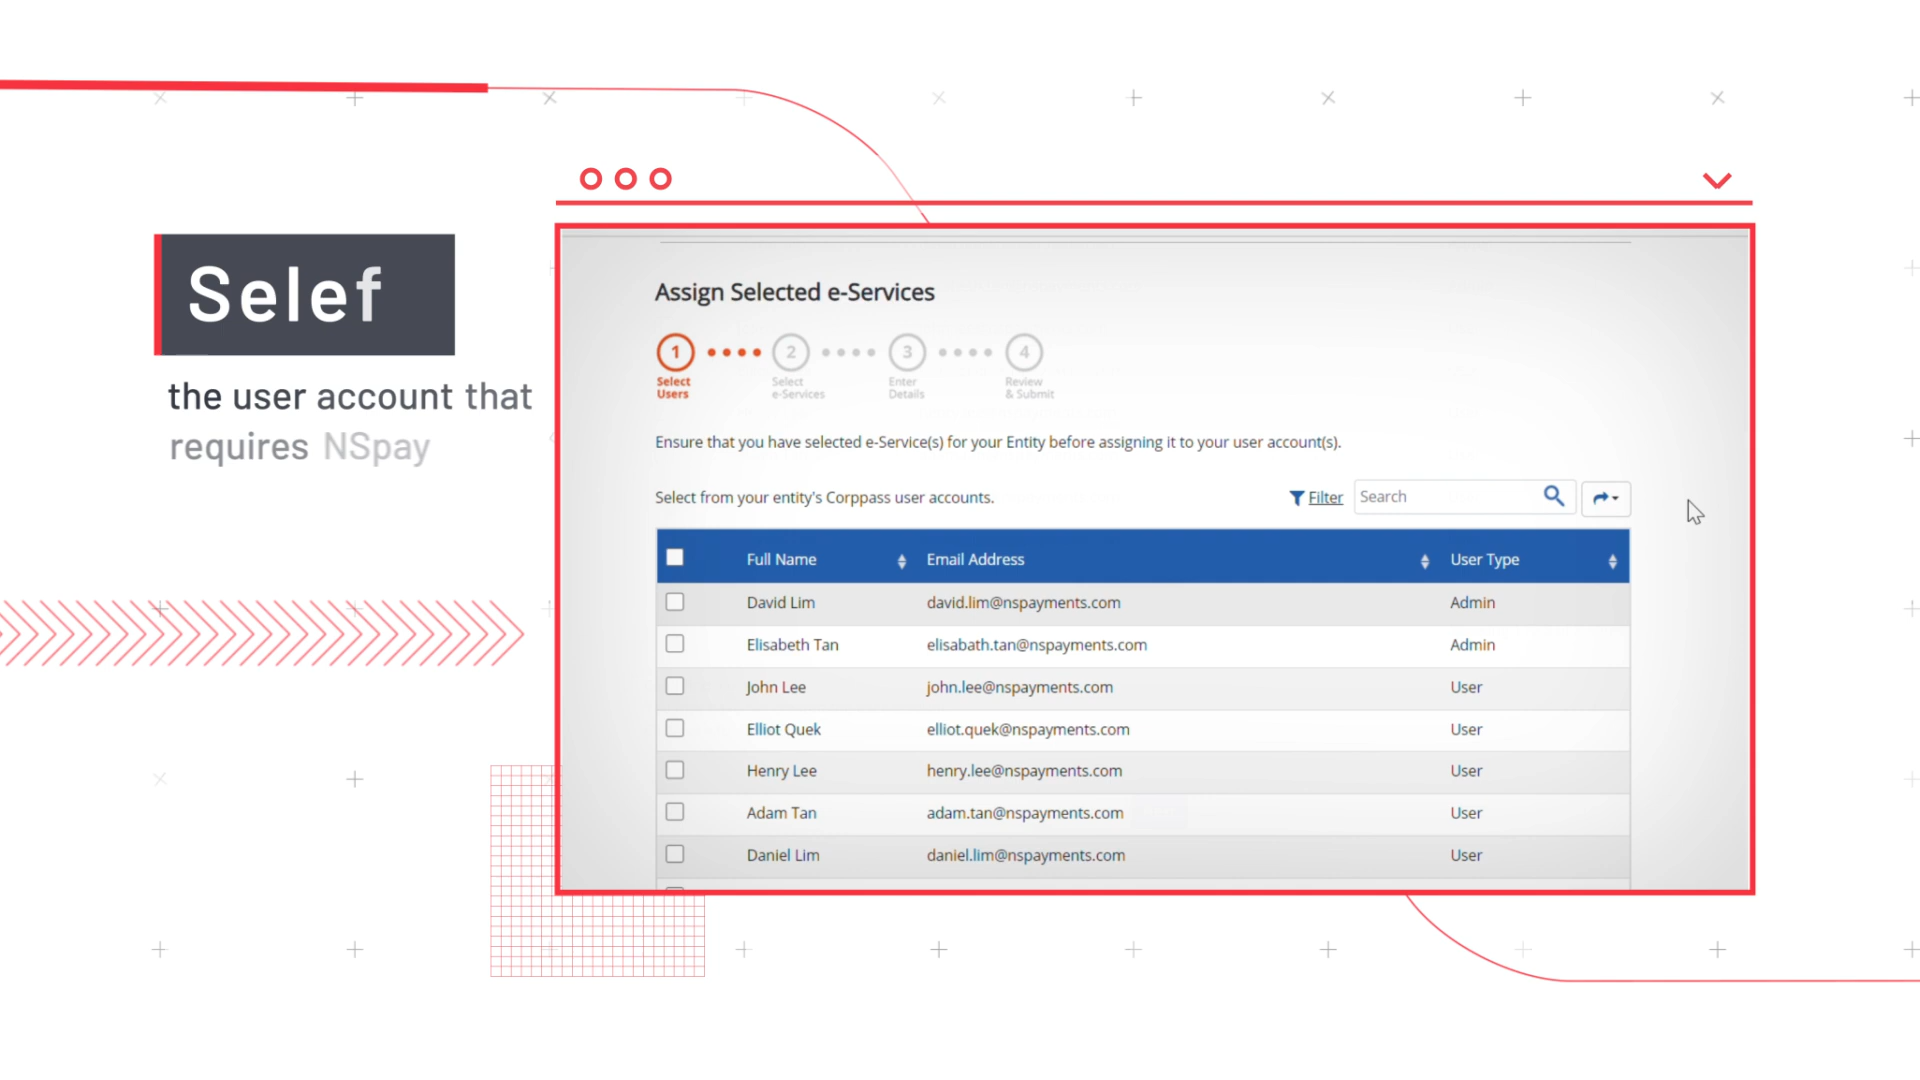 Selef
the user account that
requires NSpay
Assign Selected e-Services
1 2 3 4
Select Users
Select e-Services
Enter Details
Review & Submit
Ensure that you have selected e-Service(s) for your Entity before assigning it to your user account(s).
Select from your entity's Corppass user accounts.
Filter Search
Full Name Email Address User Type
David Lim david.lim@nspayments.com Admin
Elisabeth Tan elisabath.tan@nspayments.com Admin
John Lee john.lee@nspayments.com User
Elliot Quek elliot.quek@nspayments.com User
Henry Lee henry.lee@nspayments.com User
Adam Tan adam.tan@nspayments.com User
Daniel Lim daniel.lim@nspayments.com User